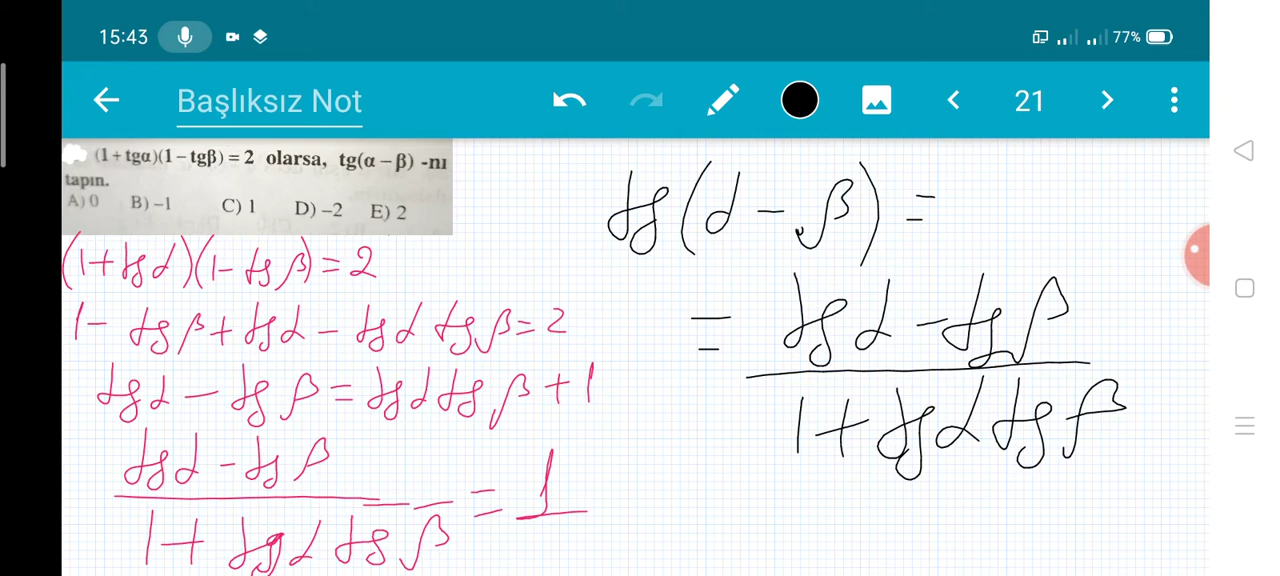 15:43
77%
Başlıksız Not
21
(1+tgα)(1−tgβ)=2 olarsa, tg(α−β) -nı
tapın.
A) 0 B) −1 C) 1 D) −2 E) 2
(1+tgα)(1−tgβ)=2
1−tgβ+tgα−tgα tgβ=2
tgα−tgβ=tgα tgβ+1
tgα−tgβ
1+tgα tgβ
=1
tg(α−β)=
=
tgα−tgβ
1+tgα tgβ